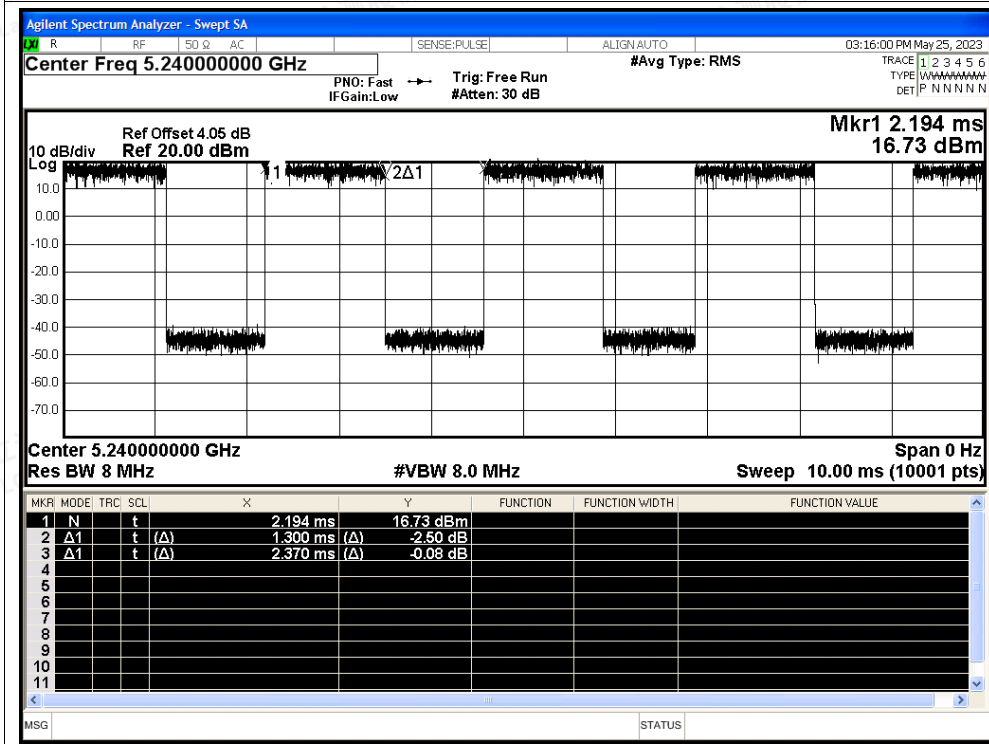 Agilent Spectrum Analyzer - Swept SA
LXI R RF 50 Ω AC SENSE:PULSE ALIGN AUTO 03:16:00 PM May 25, 2023
Center Freq 5.240000000 GHz #Avg Type: RMS TRACE 1 2 3 4 5 6
PNO: Fast Trig: Free Run TYPE WWWWWW
IFGain:Low #Atten: 30 dB DET P N N N N N
Mkr1 2.194 ms
16.73 dBm
Ref Offset 4.05 dB
10 dB/div Ref 20.00 dBm
Log
1 2Δ1
10.0
0.00
-10.0
-20.0
-30.0
-40.0
-50.0
-60.0
-70.0
Center 5.240000000 GHz Span 0 Hz
Res BW 8 MHz #VBW 8.0 MHz Sweep 10.00 ms (10001 pts)
MKR MODE TRC SCL X Y FUNCTION FUNCTION WIDTH FUNCTION VALUE
1 N t 2.194 ms 16.73 dBm
2 Δ1 t (Δ) 1.300 ms (Δ) -2.50 dB
3 Δ1 t (Δ) 2.370 ms (Δ) -0.08 dB
4
5
6
7
8
9
10
11
MSG STATUS